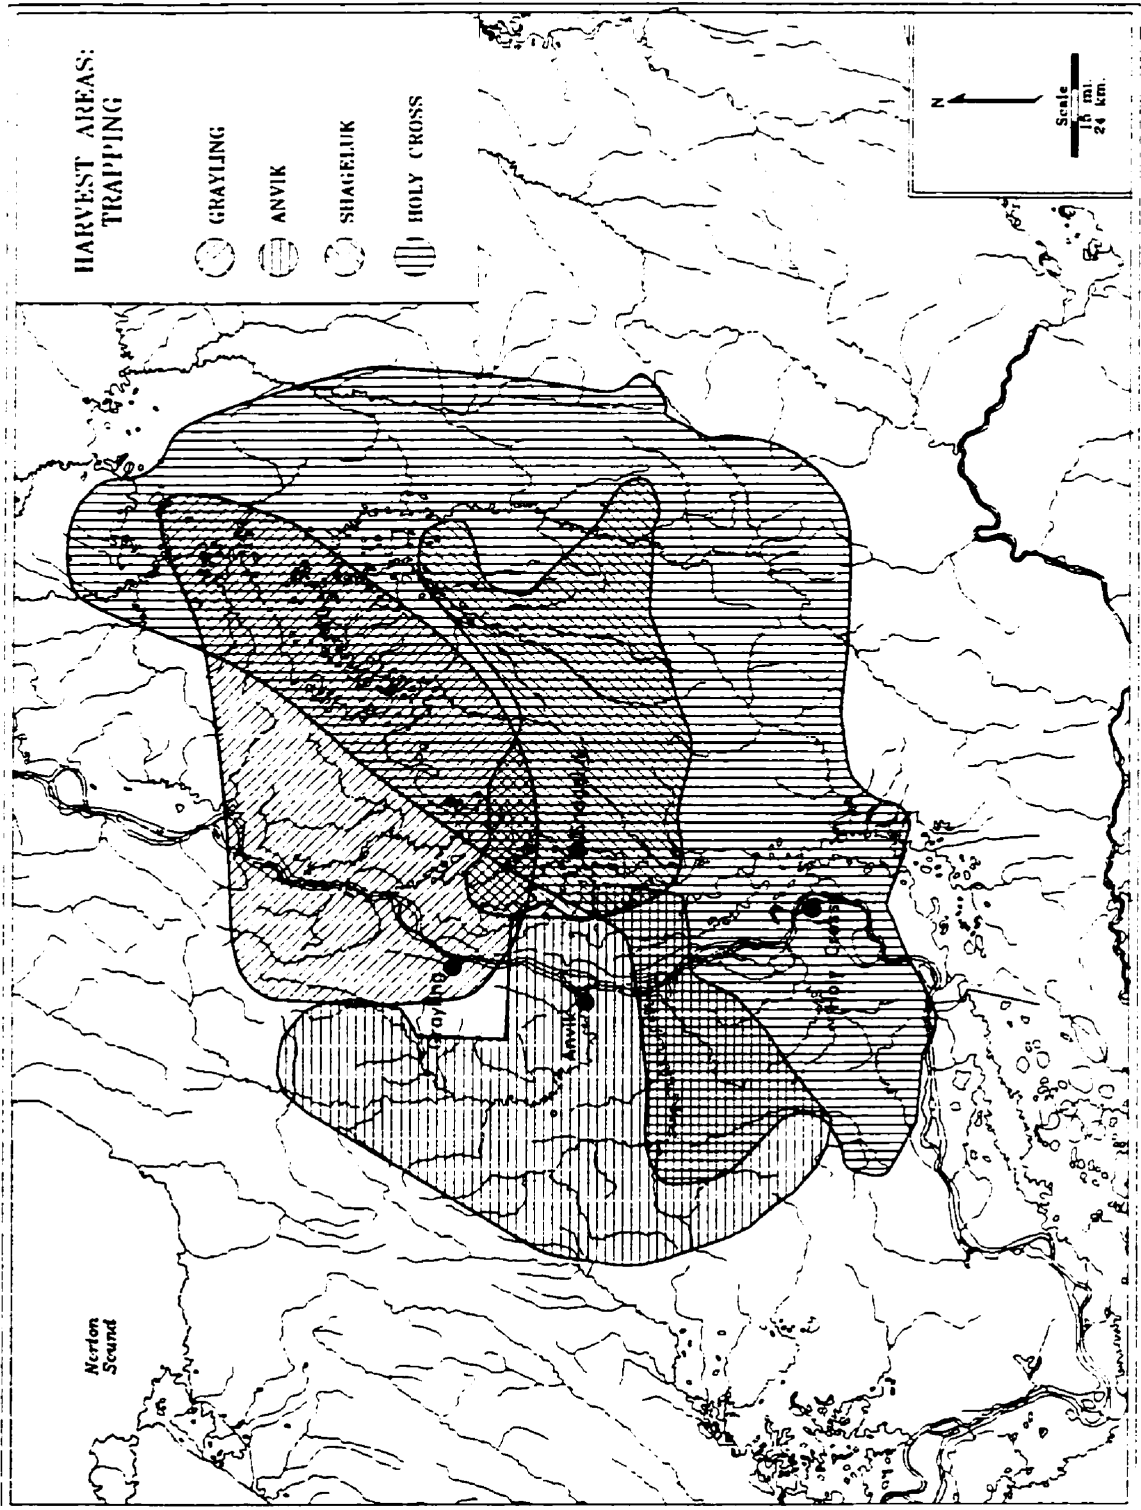 HARVEST AREAS:
TRAPPING
GRAYLING
ANVIK
SHAGELUK
HOLY CROSS
Norton
Sound
Grayling
Anvik
Shageluk
Holy Cross
N
Scale
15 mi.
24 km.